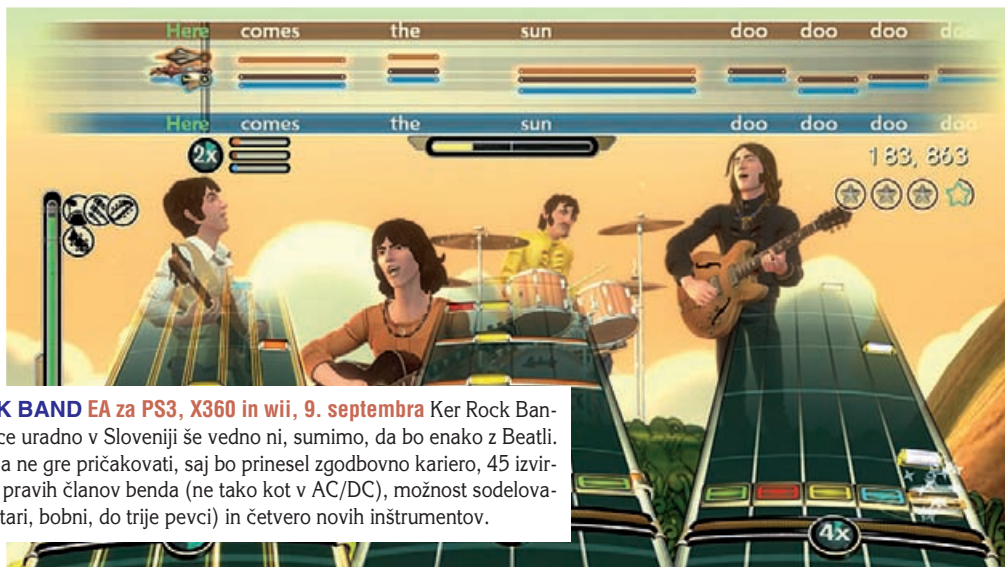 Here comes the sun doo doo doo
Here comes the sun doo doo doo
2x
183, 863
K BAND EA za PS3, X360 in wii, 9. septembra Ker Rock Ban-
ce uradno v Sloveniji še vedno ni, sumimo, da bo enako z Beatli.
a ne gre pričakovati, saj bo prinesel zgodbovno kariero, 45 izvir-
pravih članov benda (ne tako kot v AC/DC), možnost sodelova-
tari, bobni, do trije pevci) in četvero novih inštrumentov.
4x